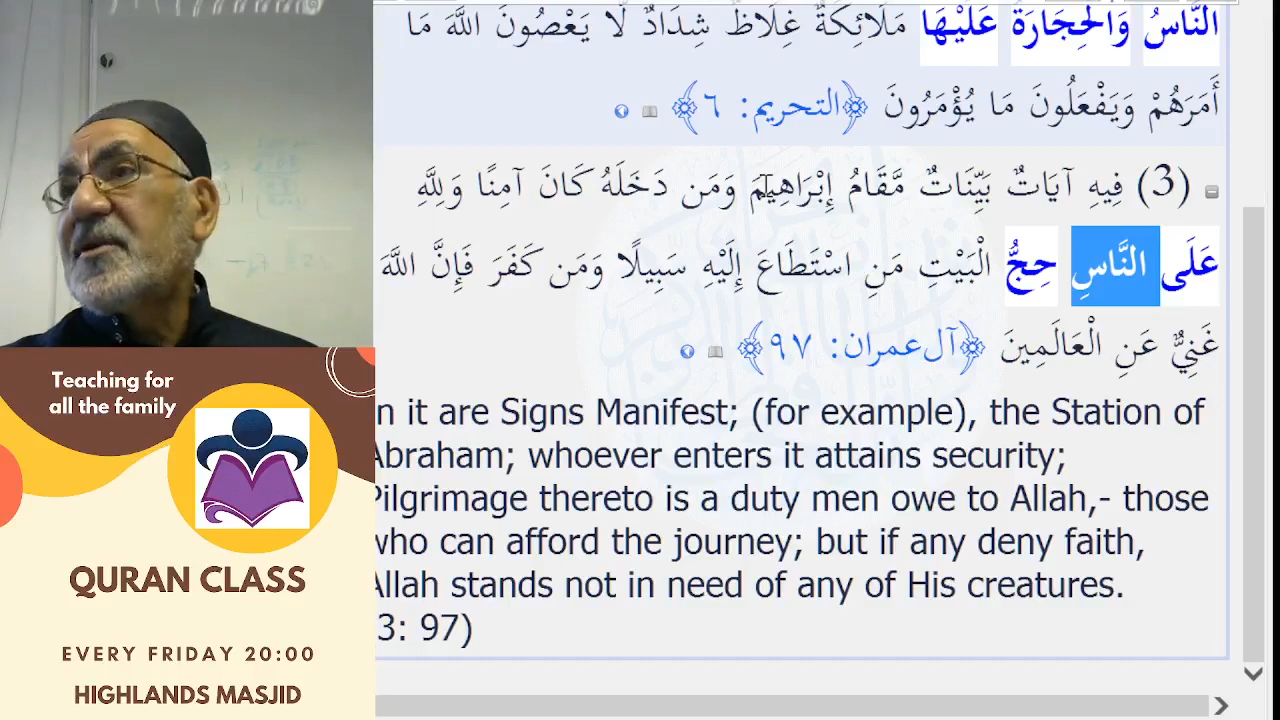 النَّاسُ وَالْحِجَارَةُ عَلَيْهَا مَلَائِكَةٌ غِلَاظٌ شِدَادٌ لَّا يَعْصُونَ اللَّهَ مَا
أَمَرَهُمْ وَيَفْعَلُونَ مَا يُؤْمَرُونَ ﴿التحريم: ٦﴾
(3) فِيهِ آيَاتٌ بَيِّنَاتٌ مَّقَامُ إِبْرَاهِيمَ وَمَن دَخَلَهُ كَانَ آمِنًا وَلِلَّهِ
عَلَى النَّاسِ حِجُّ الْبَيْتِ مَنِ اسْتَطَاعَ إِلَيْهِ سَبِيلًا وَمَن كَفَرَ فَإِنَّ اللَّهَ
غَنِيٌّ عَنِ الْعَالَمِينَ ﴿آل عمران: ٩٧﴾
n it are Signs Manifest; (for example), the Station of
Abraham; whoever enters it attains security;
Pilgrimage thereto is a duty men owe to Allah,- those
who can afford the journey; but if any deny faith,
Allah stands not in need of any of His creatures.
3: 97)
Teaching for
all the family
QURAN CLASS
EVERY FRIDAY 20:00
HIGHLANDS MASJID